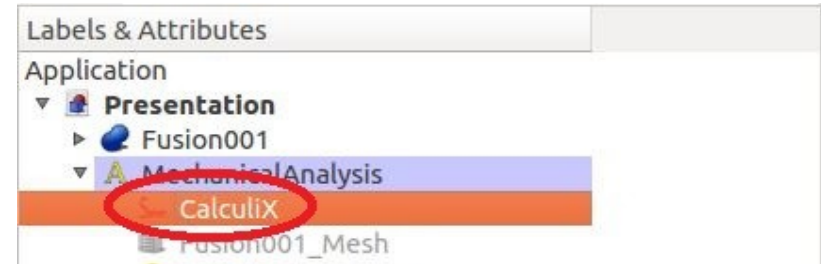 Labels & Attributes
Application
Presentation
Fusion001
MechanicalAnalysis
CalculiX
Fusion001_Mesh